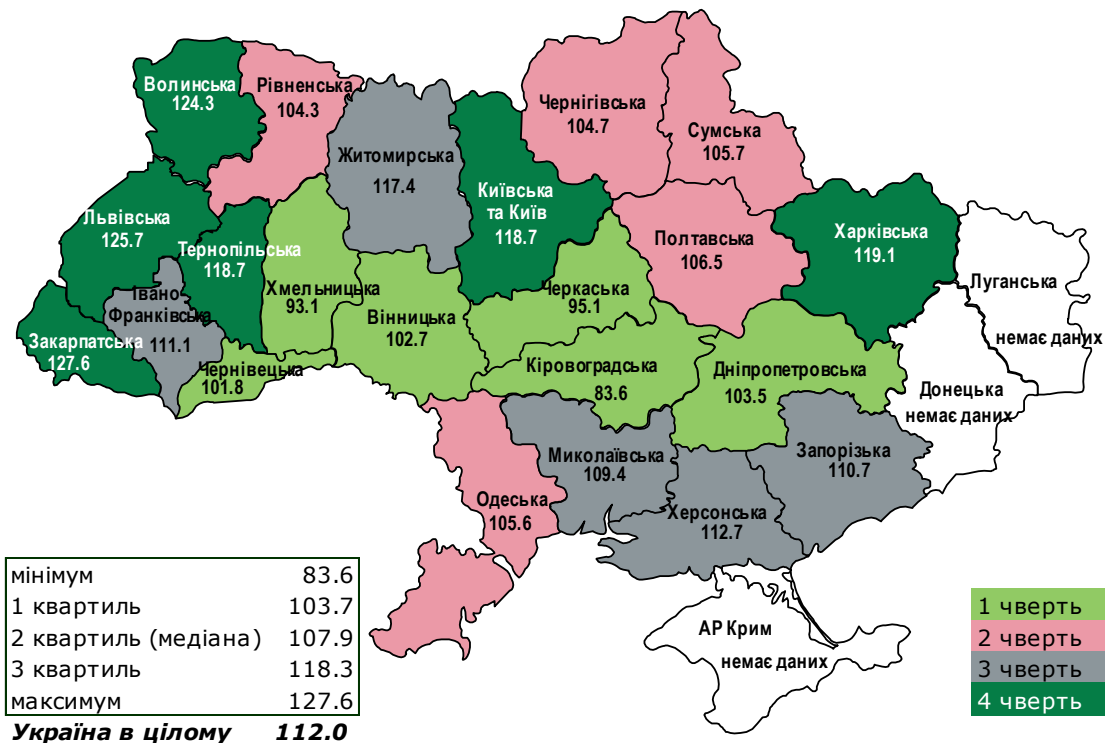 Волинська
124.3
Рівненська
104.3
Житомирська
117.4
Київська
та Київ
118.7
Чернігівська
104.7
Сумська
105.7
Львівська
125.7
Тернопільська
118.7
Хмельницька
93.1
Вінницька
102.7
Черкаська
95.1
Полтавська
106.5
Харківська
119.1
Луганська
немає даних
Івано
Франківська
111.1
Закарпатська
127.6
Чернівецька
101.8
Кіровоградська
83.6
Дніпропетровська
103.5
Донецька
немає даних
Одеська
105.6
Миколаївська
109.4
Херсонська
112.7
Запорізька
110.7
АР Крим
немає даних
мінімум 83.6
1 квартиль 103.7
2 квартиль (медіана) 107.9
3 квартиль 118.3
максимум 127.6
Україна в цілому 112.0
1 чверть
2 чверть
3 чверть
4 чверть